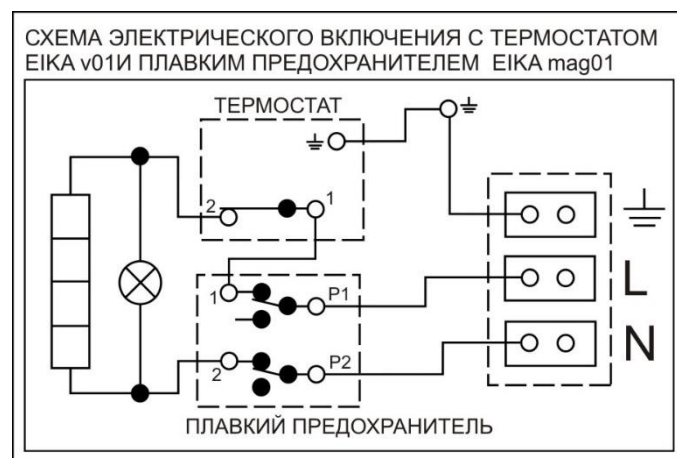 СХЕМА ЭЛЕКТРИЧЕСКОГО ВКЛЮЧЕНИЯ С ТЕРМОСТАТОМ
EIKA v01И ПЛАВКИМ ПРЕДОХРАНИТЕЛЕМ EIKA mag01
ТЕРМОСТАТ
2
1
1
P1
L
2
P2
N
ПЛАВКИЙ ПРЕДОХРАНИТЕЛЬ